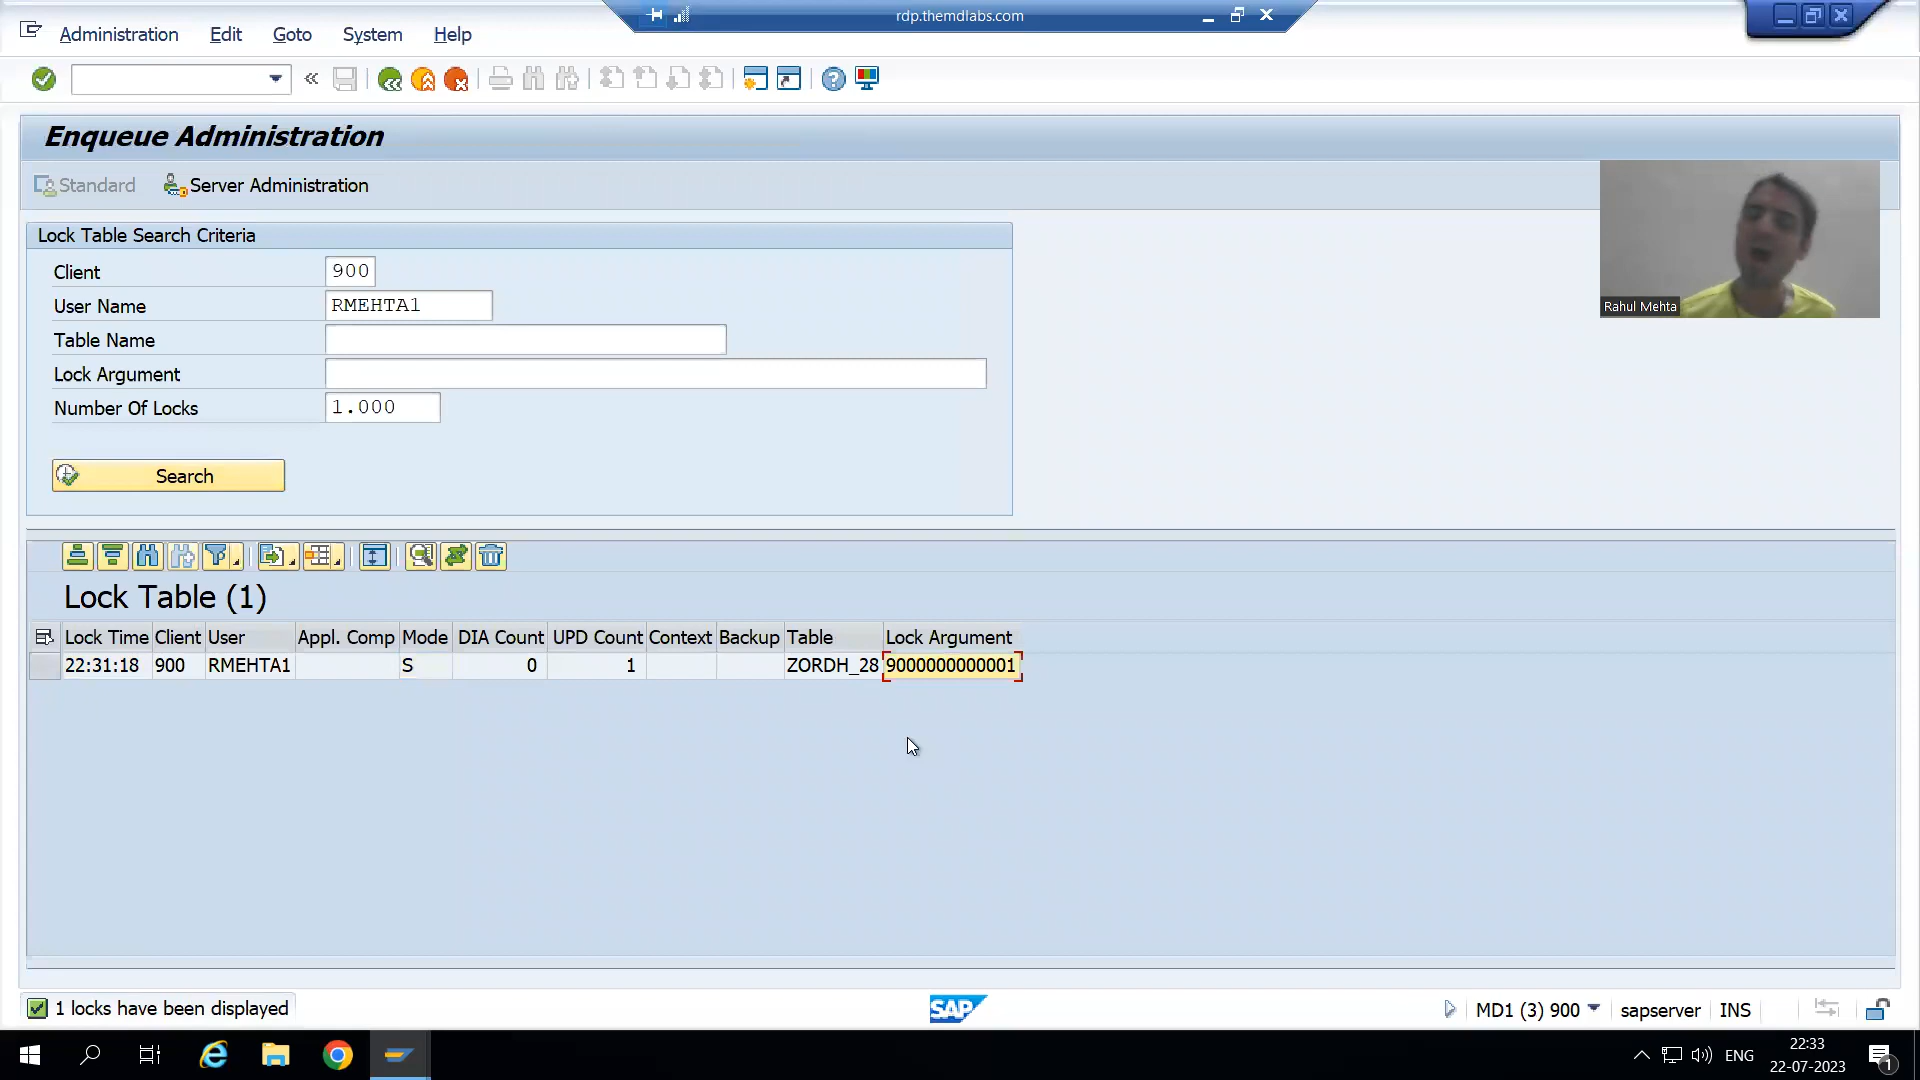 rdp.themdlabs.com
Administration Edit Goto System Help
Enqueue Administration
Standard Server Administration
Lock Table Search Criteria
Client 900
User Name RMEHTA1
Table Name
Lock Argument
Number Of Locks 1.000
Search
Rahul Mehta
Lock Table (1)
Lock Time Client User Appl. Comp Mode DIA Count UPD Count Context Backup Table Lock Argument
22:31:18 900 RMEHTA1 S 0 1 ZORDH_28 9000000000001
1 locks have been displayed
SAP
MD1 (3) 900 sapserver INS
ENG
22:33
22-07-2023
1